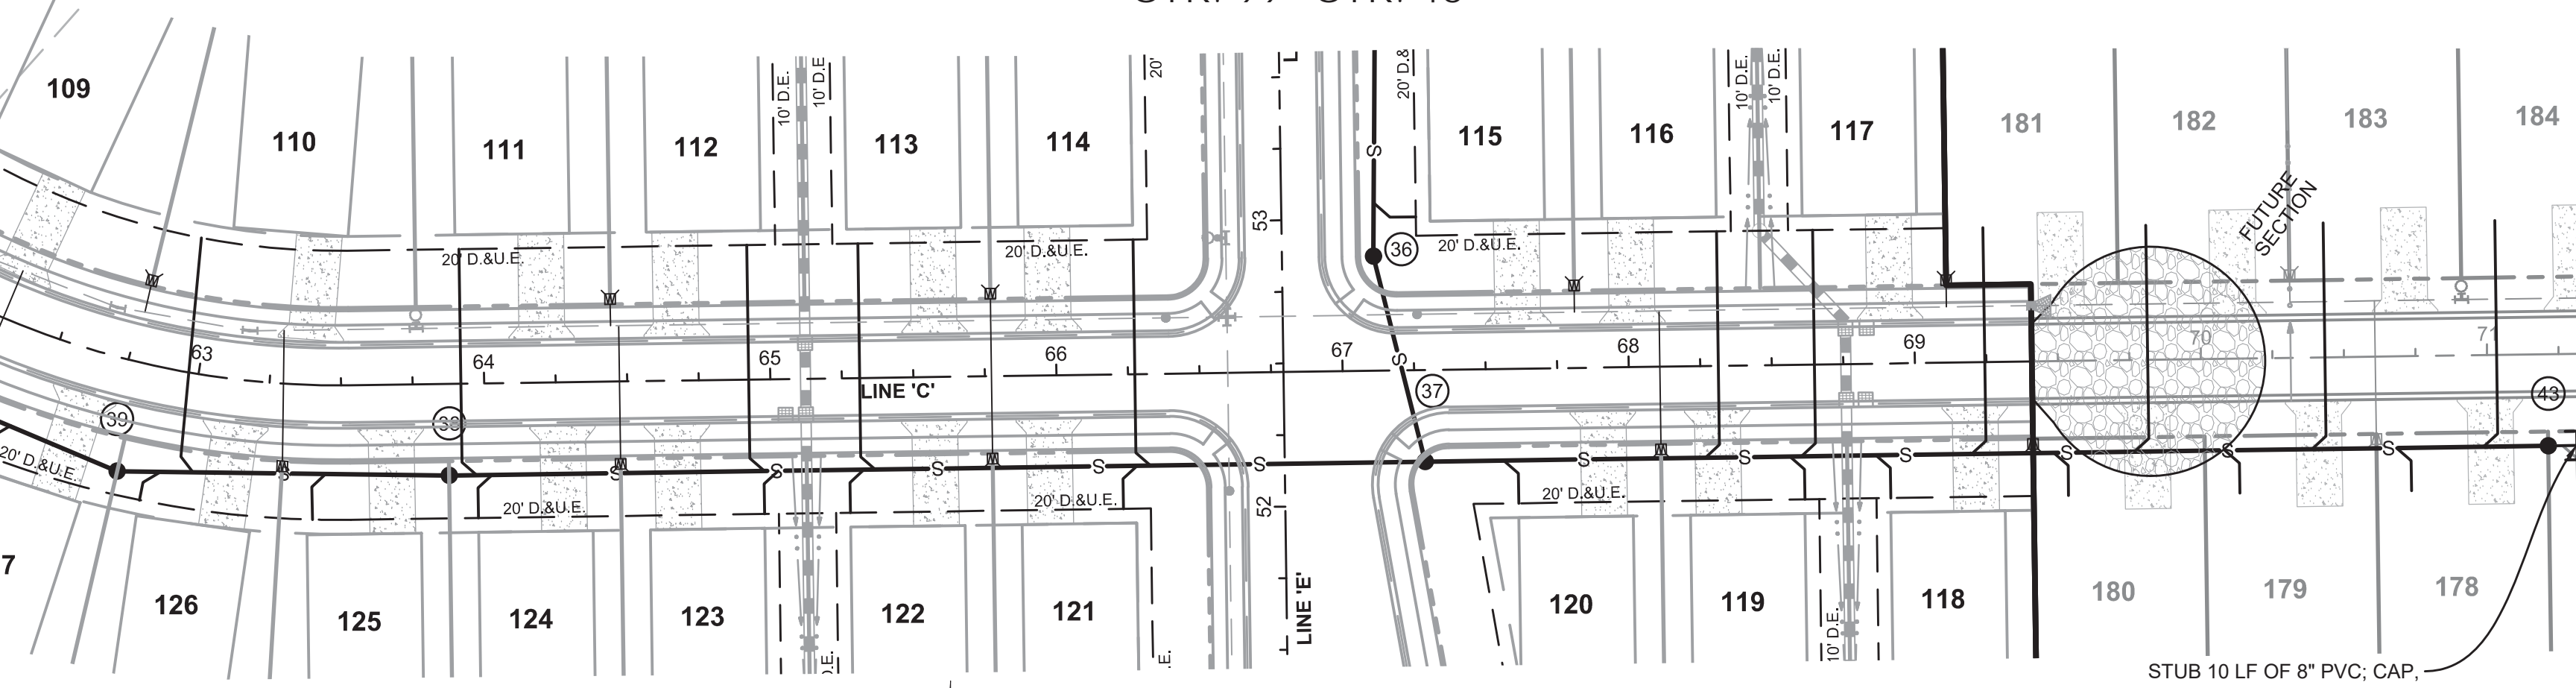 109
110
111
112
10' D.E.
10' D.E
113
114
20'
53
20' D.&
115
116
10' D.E.
10' D.E.
117
181
182
183
184
FUTURE
SECTION
S
36
20' D.&U.E.
20' D.&U.E.
20' D.&U.E.
W
W
W
W
W
63
64
65
66
67
68
69
70
71
LINE 'C'
S
37
43
39
38
20' D.&U.E
S
S
S
S
S
S
S
S
S
S
S
S
W
W
W
W
20' D.&U.E.
20' D.&U.E.
52
20' D.&U.E.
7
126
125
124
123
D.E.
122
121
.E.
LINE 'E'
120
119
10' D.E.
118
180
179
178
STUB 10 LF OF 8" PVC; CAP,